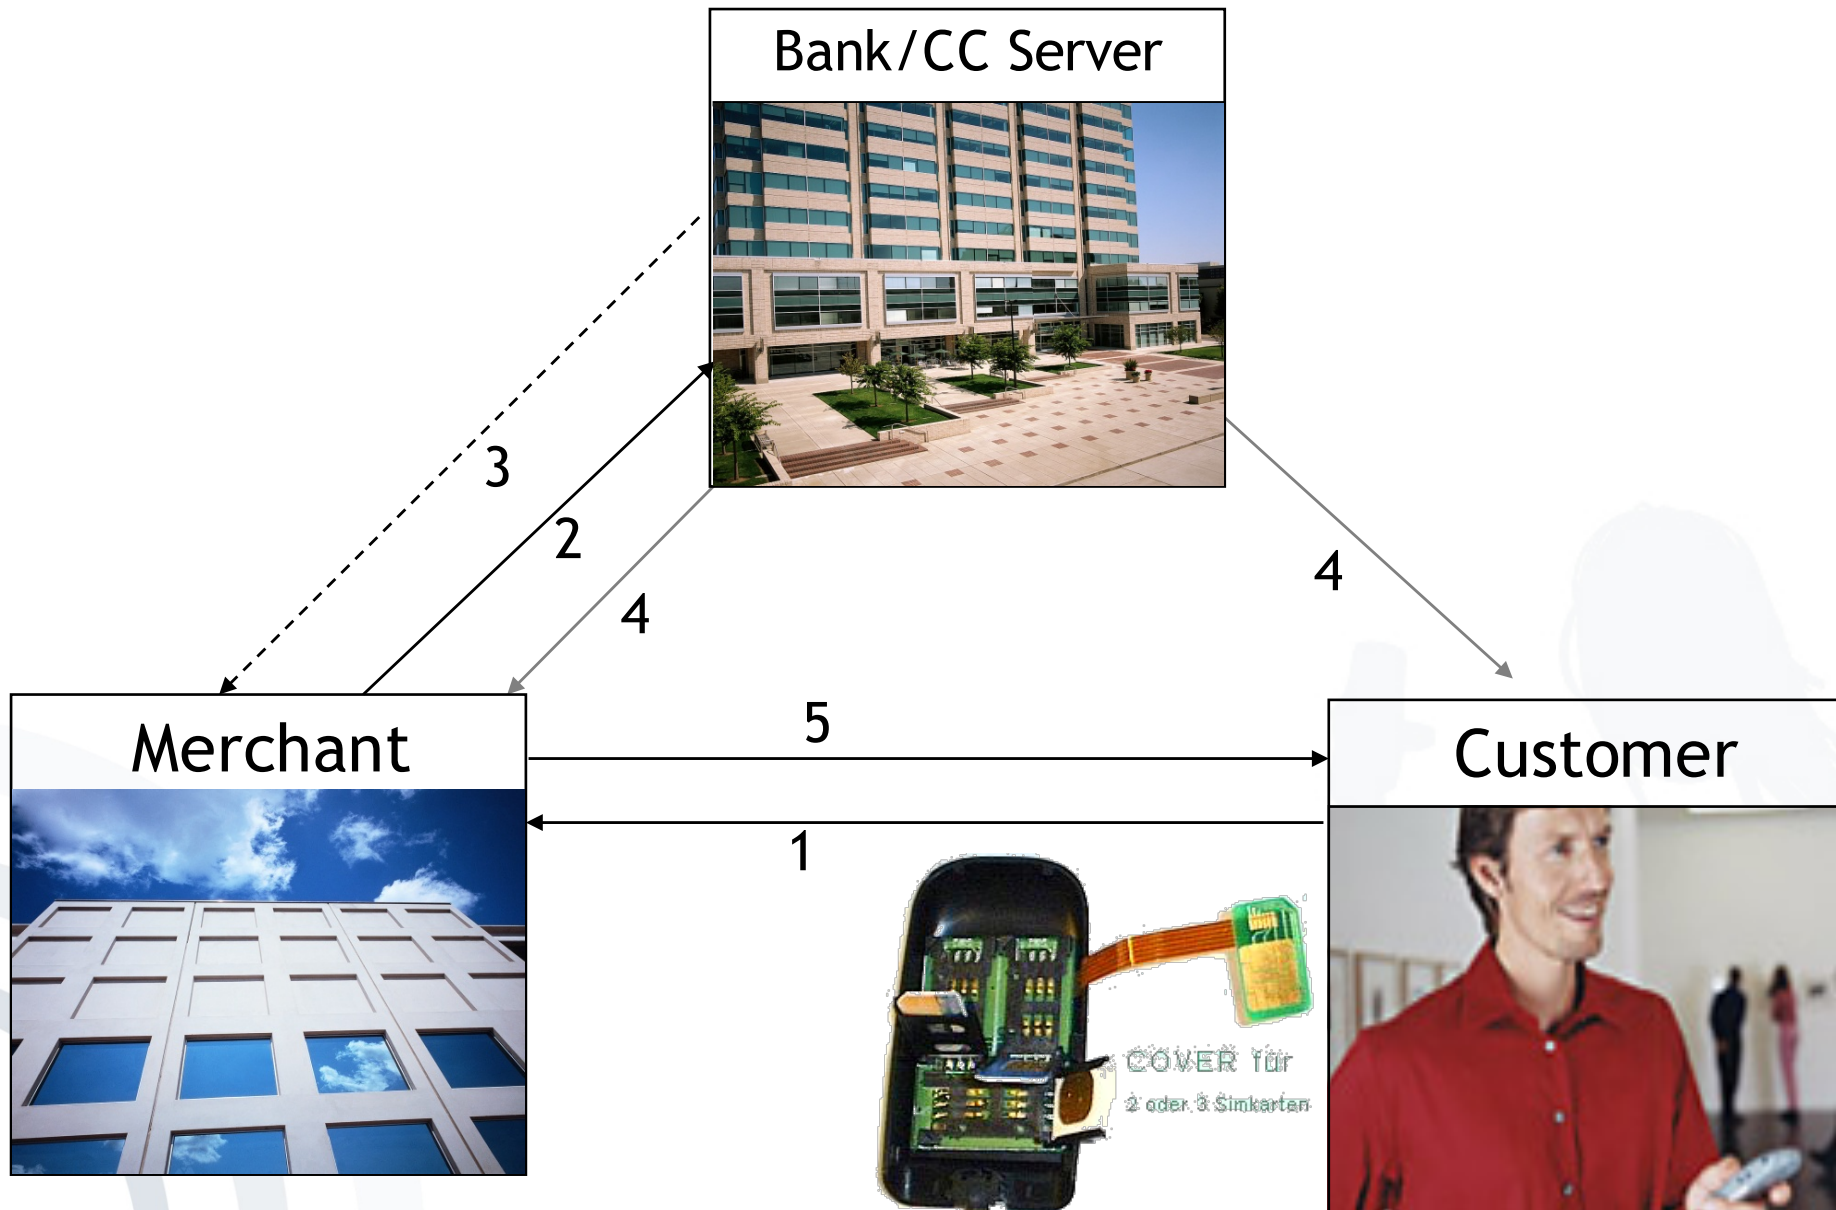 Bank/CC Server
3
2
4
4
Merchant
5
Customer
1
COVER für
2 oder 3 Simkarten